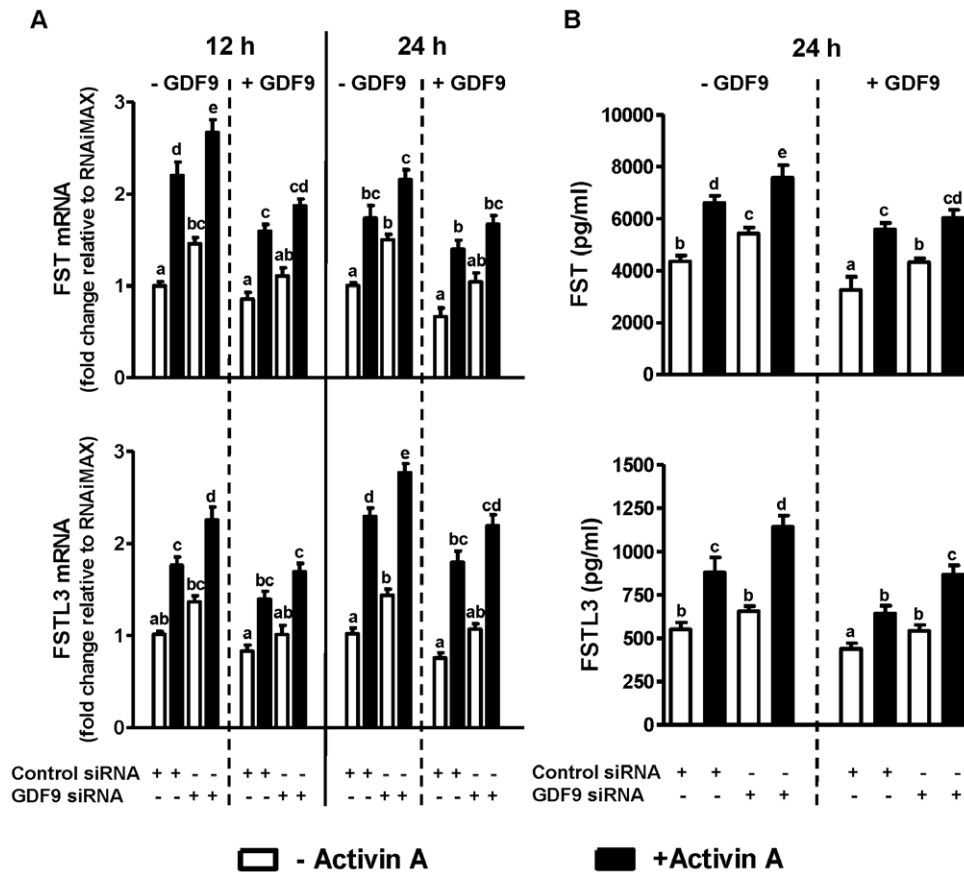 A
12 h
24 h
- GDF9
+ GDF9
- GDF9
+ GDF9
FST mRNA
(fold change relative to RNAiMAX)
3
2
1
0
a
d
bc
e
a
c
ab
cd
a
bc
b
c
a
b
ab
bc
FSTL3 mRNA
(fold change relative to RNAiMAX)
3
2
1
0
ab
c
bc
d
a
bc
ab
c
a
d
b
e
a
c
ab
cd
Control siRNA + + - - + + - - + + - - + + - -
GDF9 siRNA - - + + - - + + - - + + - - + +
B
24 h
- GDF9
+ GDF9
FST (pg/ml)
10000
8000
6000
4000
2000
0
b
d
c
e
a
c
b
cd
FSTL3 (pg/ml)
1500
1250
1000
750
500
250
0
b
c
b
d
a
b
b
c
Control siRNA + + - - + + - -
GDF9 siRNA - - + + - - + +
- Activin A
+Activin A